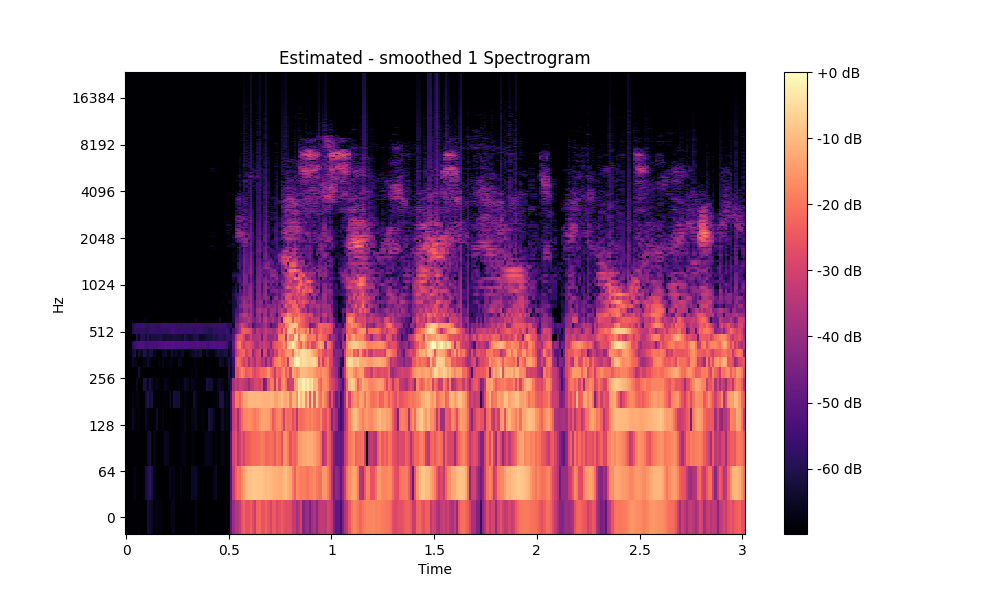 Estimated - smoothed 1 Spectrogram
Hz
16384
8192
4096
2048
1024
512
256
128
64
0
0 0.5 1 1.5 2 2.5 3
Time
+0 dB
-10 dB
-20 dB
-30 dB
-40 dB
-50 dB
-60 dB